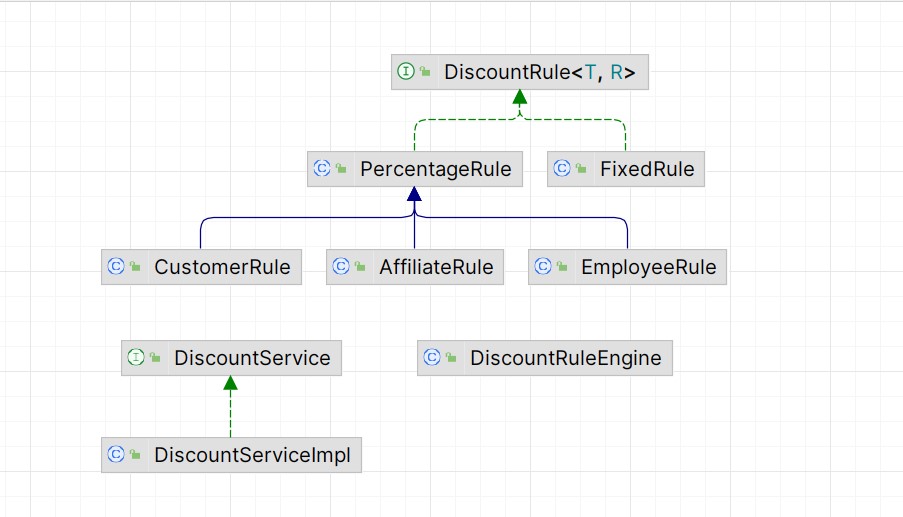 I DiscountRule<T, R>
C PercentageRule
C FixedRule
C CustomerRule
C AffiliateRule
C EmployeeRule
I DiscountService
C DiscountRuleEngine
C DiscountServiceImpl